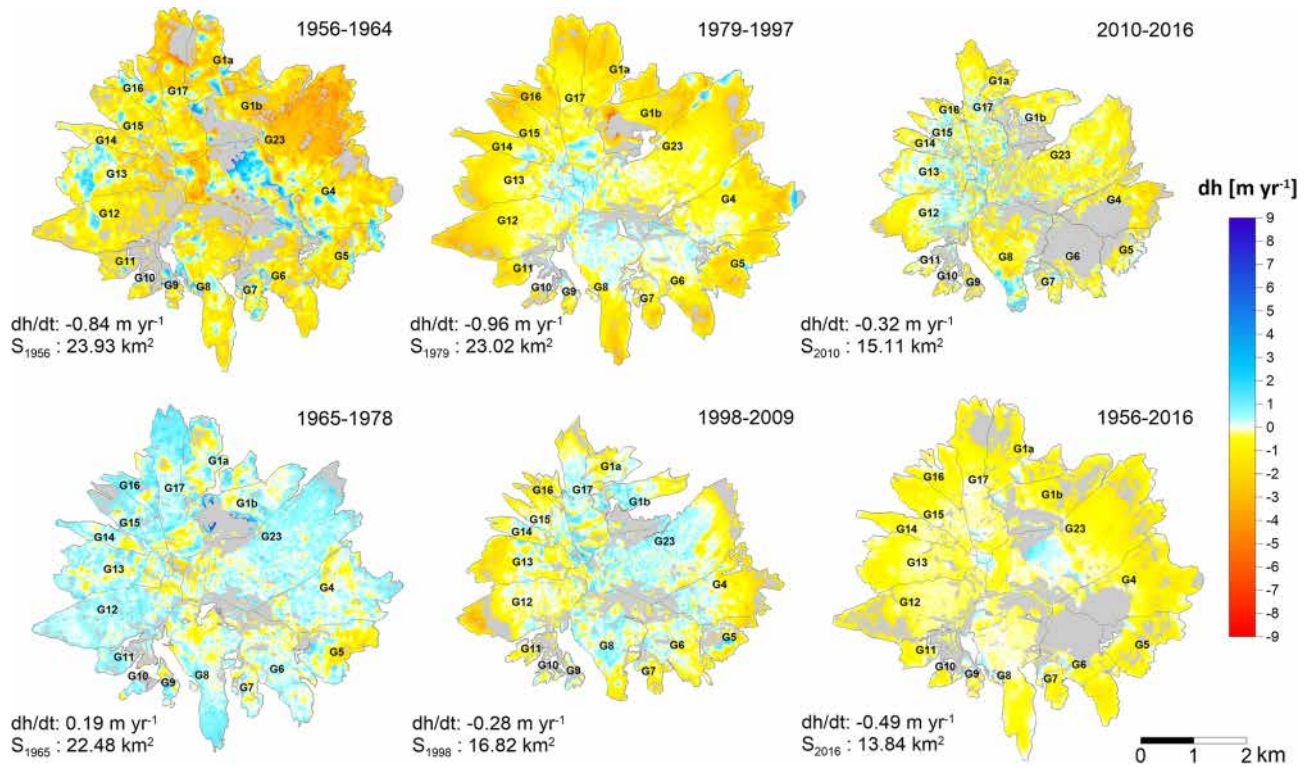 1956-1964
G1a
G16
G17
G1b
G15
G14
G23
G13
G4
G12
G5
G11
G10
G6
G9
G8
G7
dh/dt: -0.84 m yr-1
S1956 : 23.93 km2
1979-1997
G1a
G16
G17
G1b
G15
G14
G23
G13
G4
G12
G5
G11
G10
G6
G9
G8
G7
dh/dt: -0.96 m yr-1
S1979 : 23.02 km2
2010-2016
G1a
G16
G17
G1b
G15
G14
G23
G13
G4
G12
G5
G11
G8
G6
G10
G9
G7
dh/dt: -0.32 m yr-1
S2010 : 15.11 km2
1965-1978
G1a
G16
G17
G1b
G15
G14
G23
G13
G4
G12
G5
G11
G10
G6
G9
G8
G7
dh/dt: 0.19 m yr-1
S1965 : 22.48 km2
1998-2009
G1a
G16
G17
G1b
G15
G14
G23
G13
G4
G12
G5
G11
G8
G6
G10
G9
G7
dh/dt: -0.28 m yr-1
S1998 : 16.82 km2
1956-2016
G1a
G16
G17
G1b
G15
G14
G23
G13
G4
G12
G5
G11
G6
G10
G9
G8
G7
dh/dt: -0.49 m yr-1
S2016 : 13.84 km2
dh [m yr-1]
9
8
7
6
5
4
3
2
1
0
-1
-2
-3
-4
-5
-6
-7
-8
-9
0 1 2 km